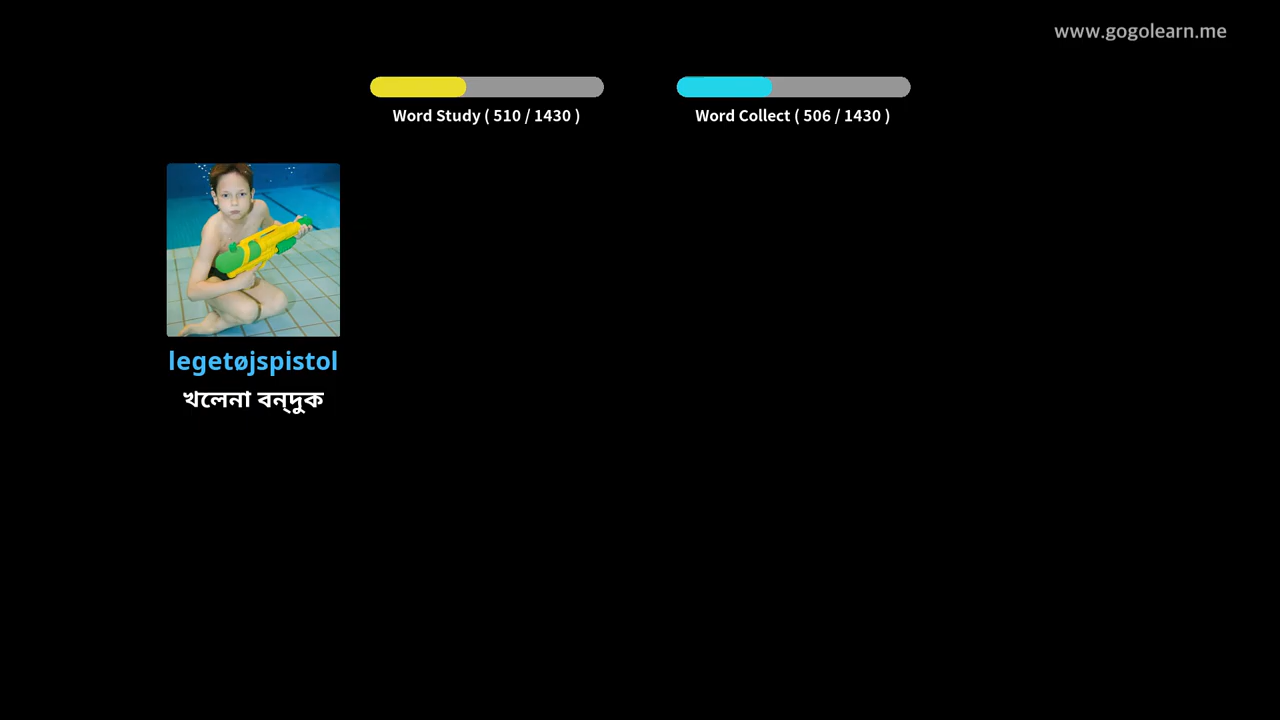 www.gogolearn.me
Word Study ( 510 / 1430 )
Word Collect ( 506 / 1430 )
legetøjspistol
খেলনা বন্দুক